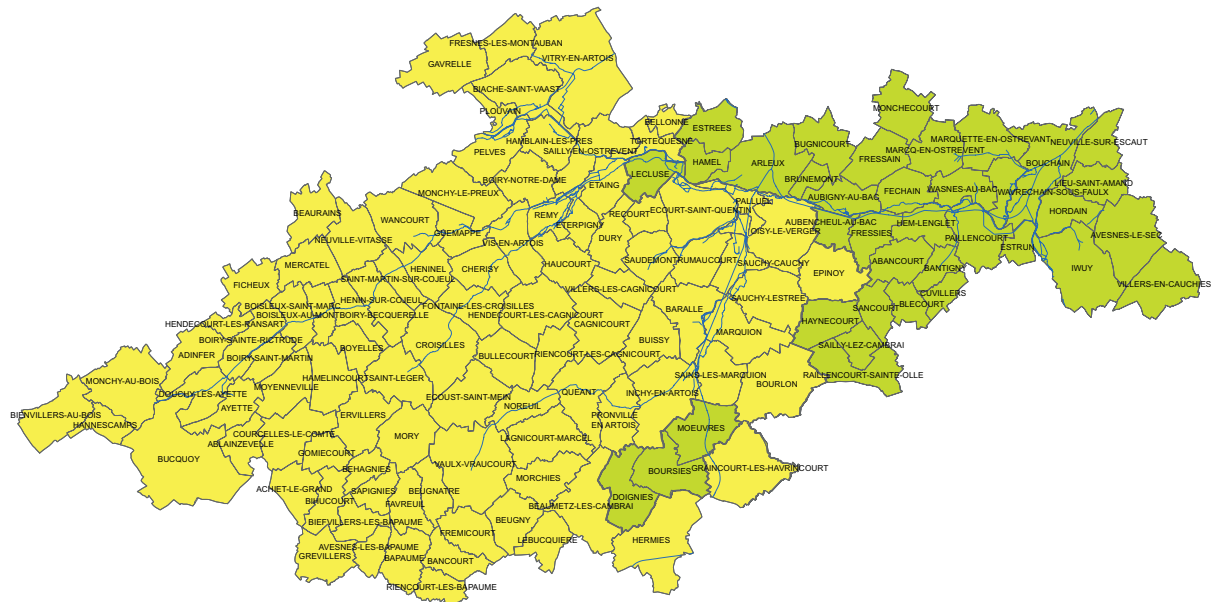 FRESNES-LES-MONTAUBAN
VITRY-EN-ARTOIS
GAVRELLE
BIACHE-SAINT-VAAST
PLOUVAIN
BELLONNE
MONCHECOURT
ESTREES
HAMBLAIN-LES-PRES
TORTEQUESNE
BUGNICOURT
MARQUETTE-EN-OSTREVANT
NEUVILLE-SUR-ESCAUT
PELVES
SAILLY-EN-OSTREVENT
MARCQ-EN-OSTREVENT
HAMEL
ARLEUX
FRESSAIN
BOUCHAIN
BOIRY-NOTRE-DAME
ETAING
LECLUSE
BRUNEMONT
MONCHY-LE-PREUX
AUBIGNY-AU-BAC
FECHAIN
WASNES-AU-BAC
WAVRECHAIN-SOUS-FAULX
LIEU-SAINT-AMAND
PALLUEL
BEAURAINS
WANCOURT
REMY
RECOURT
ECOURT-SAINT-QUENTIN
HORDAIN
ETERPIGNY
AUBENCHEUL-AU-BAC
HEM-LENGLET
GUEMAPPE
OISY-LE-VERGER
FRESSIES
AVESNES-LE-SEC
NEUVILLE-VITASSE
VIS-EN-ARTOIS
DURY
PAILLENCOURT
ESTRUN
MERCATEL
HAUCOURT
SAUDEMONT
RUMAUCOURT
SAUCHY-CAUCHY
ABANCOURT
HENINEL
CHERISY
BANTIGNY
IWUY
EPINOY
SAINT-MARTIN-SUR-COJEUL
FICHEUX
VILLERS-EN-CAUCHIES
VILLERS-LES-CAGNICOURT
CUVILLERS
HENIN-SUR-COJEUL
SAUCHY-LESTREE
BOISLEUX-SAINT-MARC
FONTAINE-LES-CROISILLES
BLECOURT
SANCOURT
BARALLE
BOISLEUX-AU-MONT
BOIRY-BECQUERELLE
HENDECOURT-LES-CAGNICOURT
HAYNECOURT
HENDECOURT-LES-RANSART
CAGNICOURT
MARQUION
BOIRY-SAINTE-RICTRUDE
BUISSY
CROISILLES
SAILLY-LEZ-CAMBRAI
BOYELLES
ADINFER
BOIRY-SAINT-MARTIN
BULLECOURT
RIENCOURT-LES-CAGNICOURT
SAINS-LES-MARQUION
RAILLENCOURT-SAINTE-OLLE
HAMELINCOURT
SAINT-LEGER
MONCHY-AU-BOIS
BOURLON
MOYENNEVILLE
DOUCHY-LES-AYETTE
QUEANT
INCHY-EN-ARTOIS
ECOUST-SAINT-MEIN
NOREUIL
AYETTE
BIENVILLERS-AU-BOIS
ERVILLERS
PRONVILLE
EN ARTOIS
HANNESCAMPS
MOEUVRES
COURCELLES-LE-COMTE
MORY
LAGNICOURT-MARCEL
ABLAINZEVELLE
GOMIECOURT
BUCQUOY
VAULX-VRAUCOURT
BEHAGNIES
GRAINCOURT-LES-HAVRINCOURT
BOURSIES
MORCHIES
ACHIET-LE-GRAND
SAPIGNIES
BEUGNATRE
DOIGNIES
BIHUCOURT
FAVREUIL
BEAUMETZ-LES-CAMBRAI
BIEFVILLERS-LES-BAPAUME
BEUGNY
FREMICOURT
LEBUCQUIERE
HERMIES
AVESNES-LES-BAPAUME
GREVILLERS
BAPAUME
BANCOURT
RIENCOURT-LES-BAPAUME